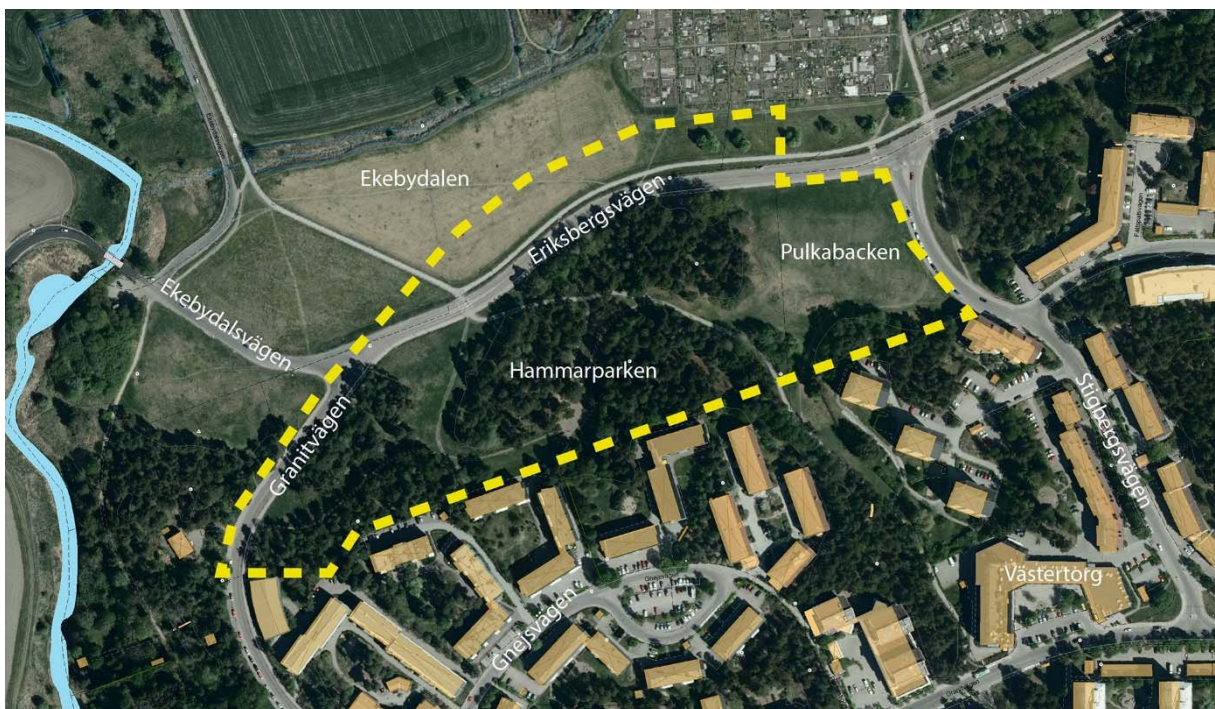 Ekebydalen
Eriksbergsvägen
Pulkabacken
Ekebydalsvägen
Hammarparken
Granitvägen
Stigbergsvägen
Västertorg
Gnejsvägen